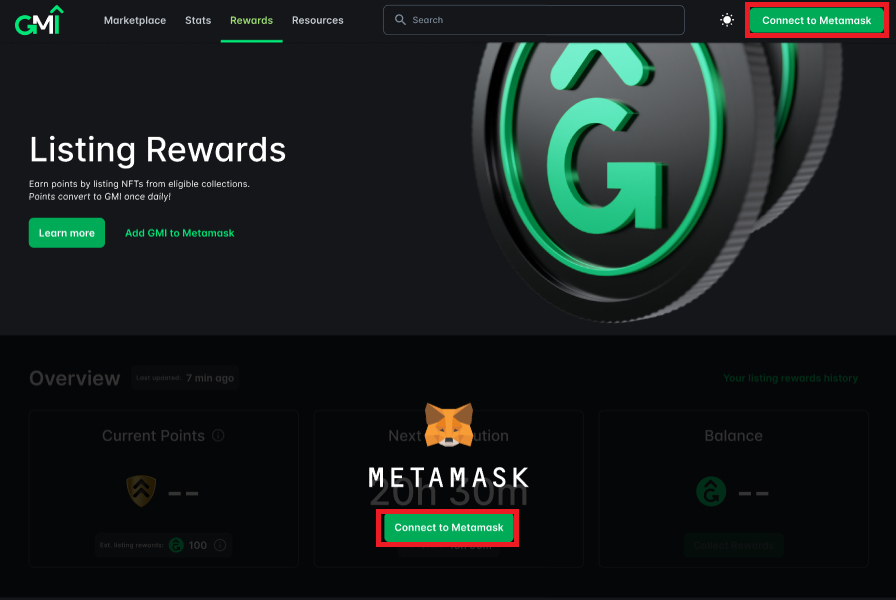 GMI
Marketplace Stats Rewards Resources
Search
Connect to Metamask
Listing Rewards
Earn points by listing NFTs from eligible collections.
Points convert to GMI once daily!
Learn more
Add GMI to Metamask
G
Overview
Last updated: 7 min ago
Your listing rewards history
Current Points
--
Est. listing rewards: 100
Next
ution
METAMASK
20h 30m
Connect to Metamask
Balance
--
Collect Rewards